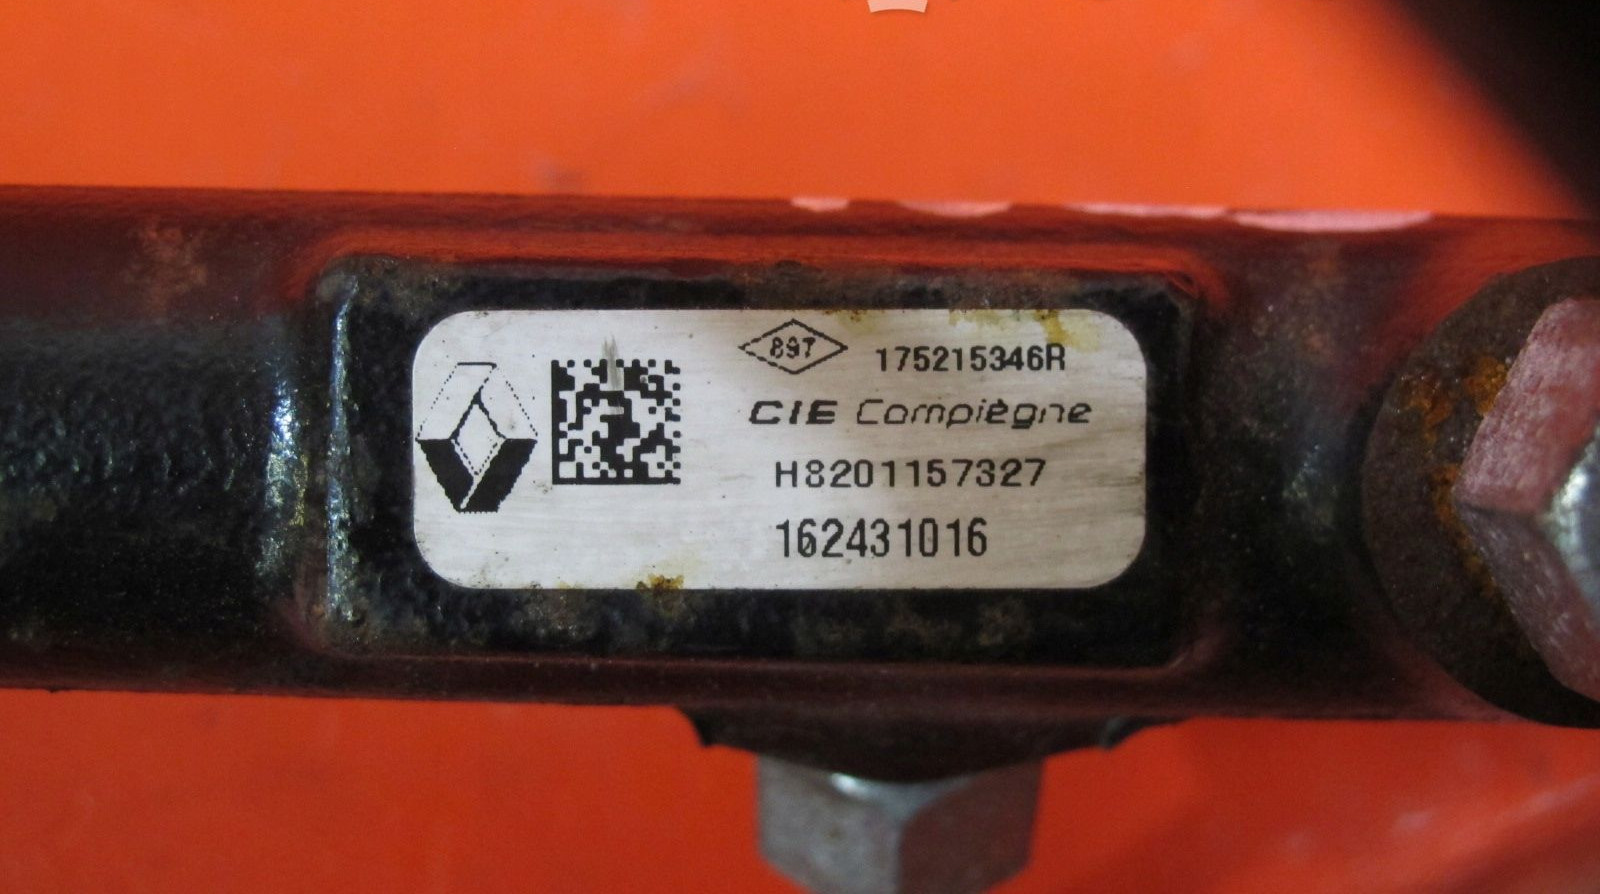 897 175215346R
CIE Compiègne
H8201157327
162431016